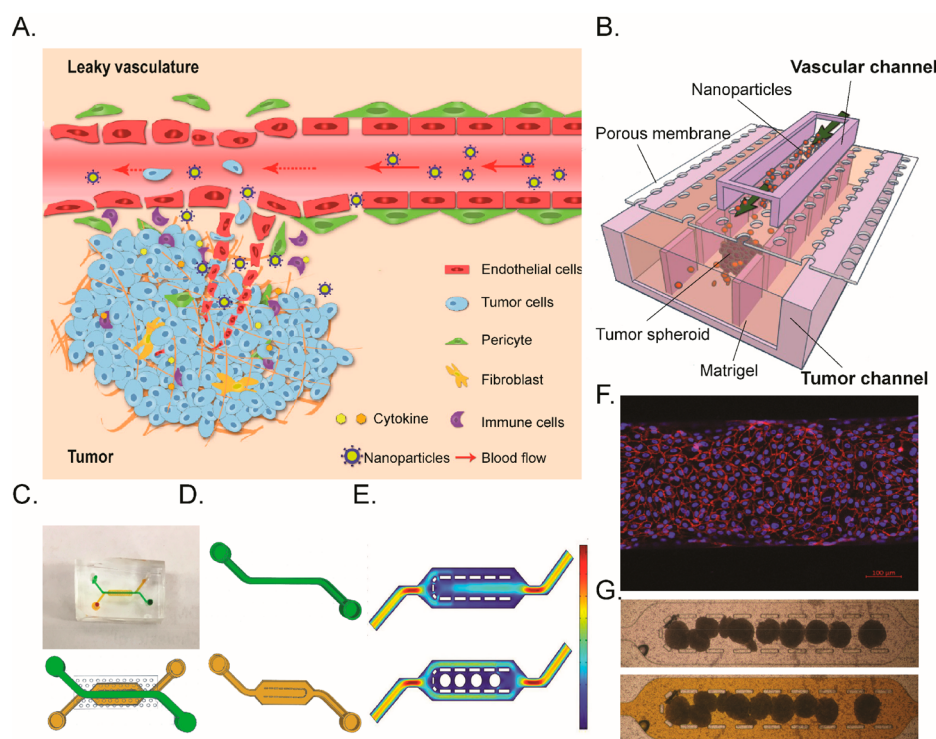 A.
Leaky vasculature
Endothelial cells
Tumor cells
Pericyte
Fibroblast
Cytokine
Immune cells
Nanoparticles
Blood flow
Tumor
B.
Vascular channel
Nanoparticles
Porous membrane
Tumor spheroid
Matrigel
Tumor channel
C.
D.
E.
F.
100 µm
G.